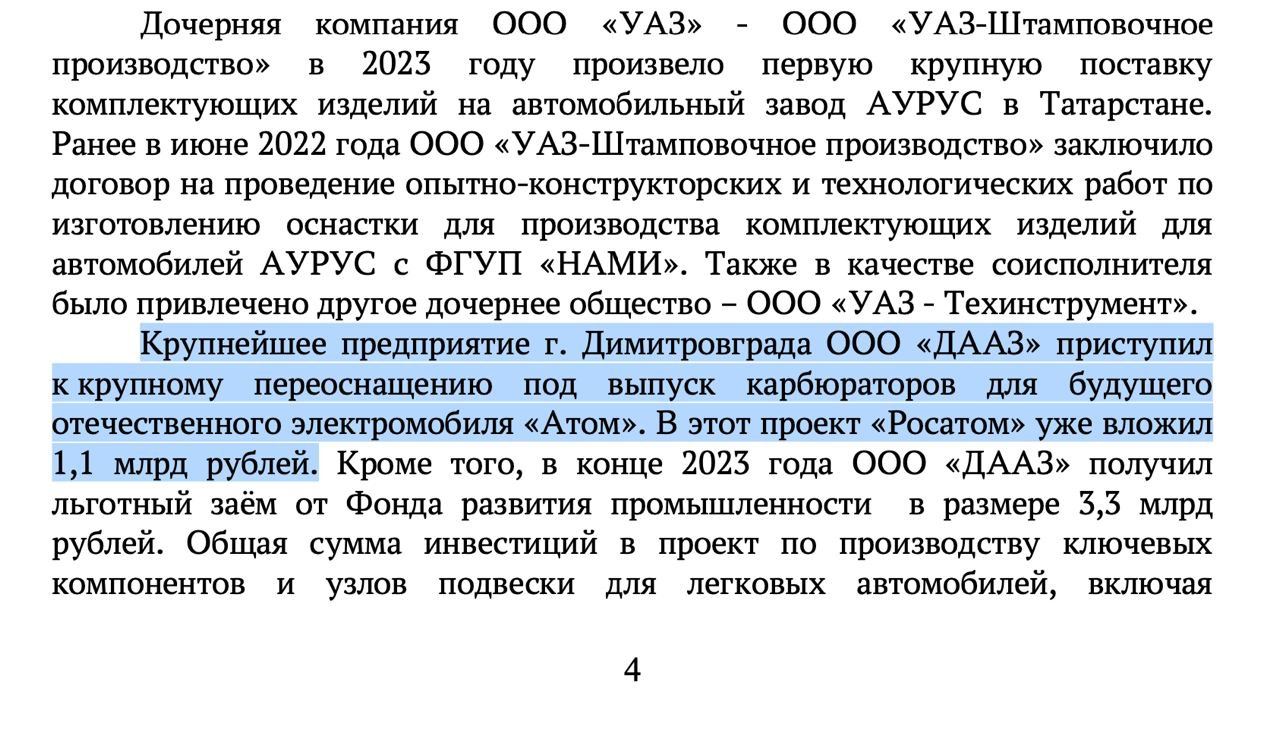 Дочерняя компания ООО «УАЗ» - ООО «УАЗ-Штамповочное
производство» в 2023 году произвело первую крупную поставку
комплектующих изделий на автомобильный завод АУРУС в Татарстане.
Ранее в июне 2022 года ООО «УАЗ-Штамповочное производство» заключило
договор на проведение опытно-конструкторских и технологических работ по
изготовлению оснастки для производства комплектующих изделий для
автомобилей АУРУС с ФГУП «НАМИ». Также в качестве соисполнителя
было привлечено другое дочернее общество – ООО «УАЗ - Техинструмент».
Крупнейшее предприятие г. Димитровграда ООО «ДААЗ» приступил
к крупному переоснащению под выпуск карбюраторов для будущего
отечественного электромобиля «Атом». В этот проект «Росатом» уже вложил
1,1 млрд рублей. Кроме того, в конце 2023 года ООО «ДААЗ» получил
льготный заём от Фонда развития промышленности в размере 3,3 млрд
рублей. Общая сумма инвестиций в проект по производству ключевых
компонентов и узлов подвески для легковых автомобилей, включая
4